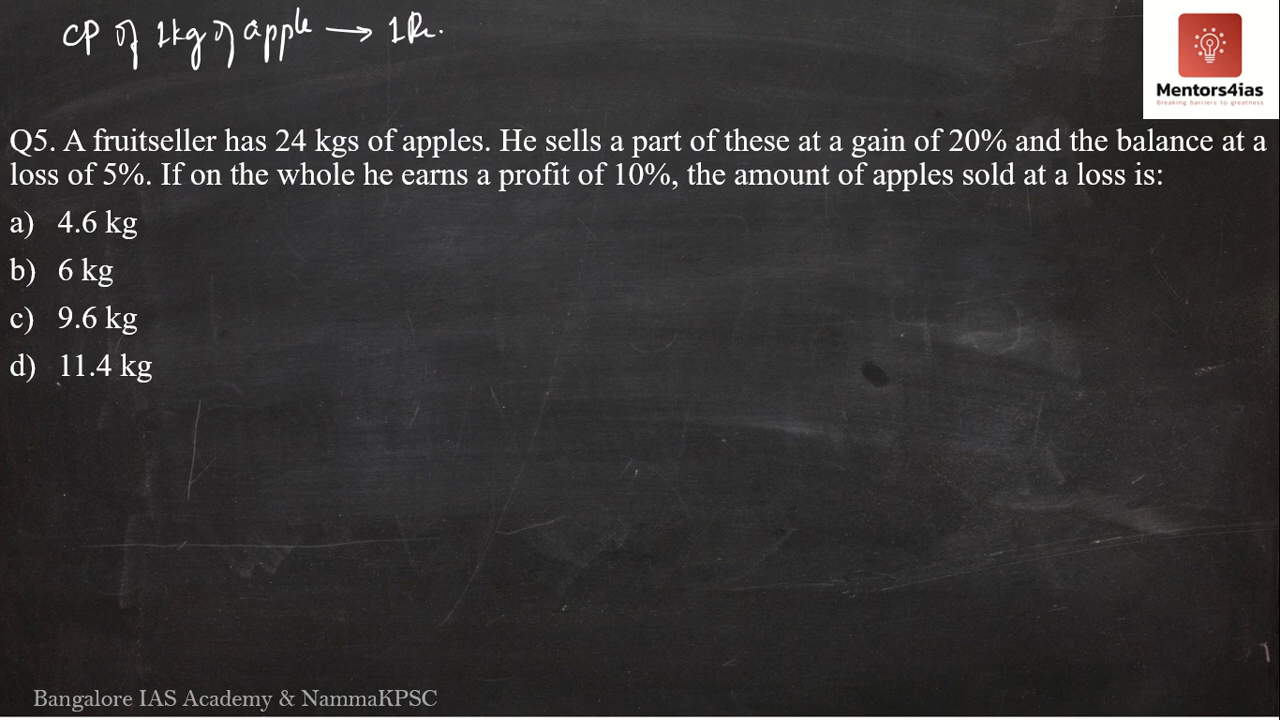 CP of 1kg of apple → 1R.
Mentors4ias
Breaking barriers to greatness
Q5. A fruitseller has 24 kgs of apples. He sells a part of these at a gain of 20% and the balance at a
loss of 5%. If on the whole he earns a profit of 10%, the amount of apples sold at a loss is:
a) 4.6 kg
b) 6 kg
c) 9.6 kg
d) 11.4 kg
Bangalore IAS Academy & NammaKPSC